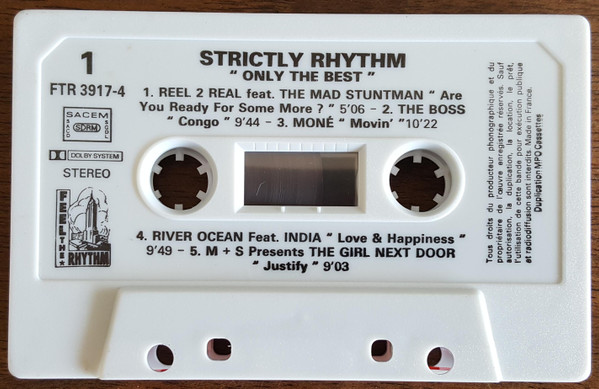 1
FTR 3917-4
SACEM
SACD
SDRM
SGDL
DOLBY SYSTEM
STEREO
FEEL
THE
RHYTHM
STRICTLY RHYTHM
" ONLY THE BEST "
1. REEL 2 REAL feat. THE MAD STUNTMAN " Are
You Ready For Some More ? " 5'06 - 2. THE BOSS
" Congo " 9'44 - 3. MONÉ " Movin' "10'22
4. RIVER OCEAN Feat. INDIA " Love & Happiness "
9'49 - 5. M + S Presents THE GIRL NEXT DOOR
" Justify " 9'03
Tous droits du producteur phonographique et du
propriétaire de l'œuvre enregistrée réservés. Sauf
autorisation, la duplication, la location, le prêt,
l'utilisation de cette bande pour exécution publique
et radiodiffusion sont interdits. Made in France.
Duplication MPO Cassettes